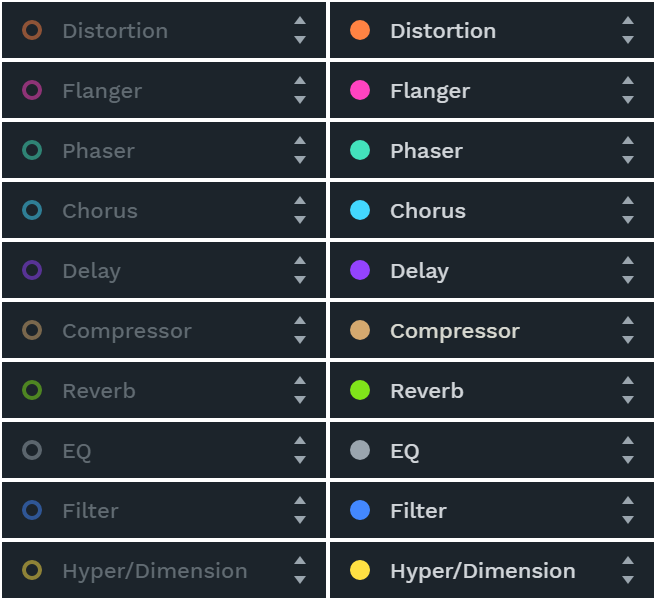 Distortion Distortion
Flanger Flanger
Phaser Phaser
Chorus Chorus
Delay Delay
Compressor Compressor
Reverb Reverb
EQ EQ
Filter Filter
Hyper/Dimension Hyper/Dimension